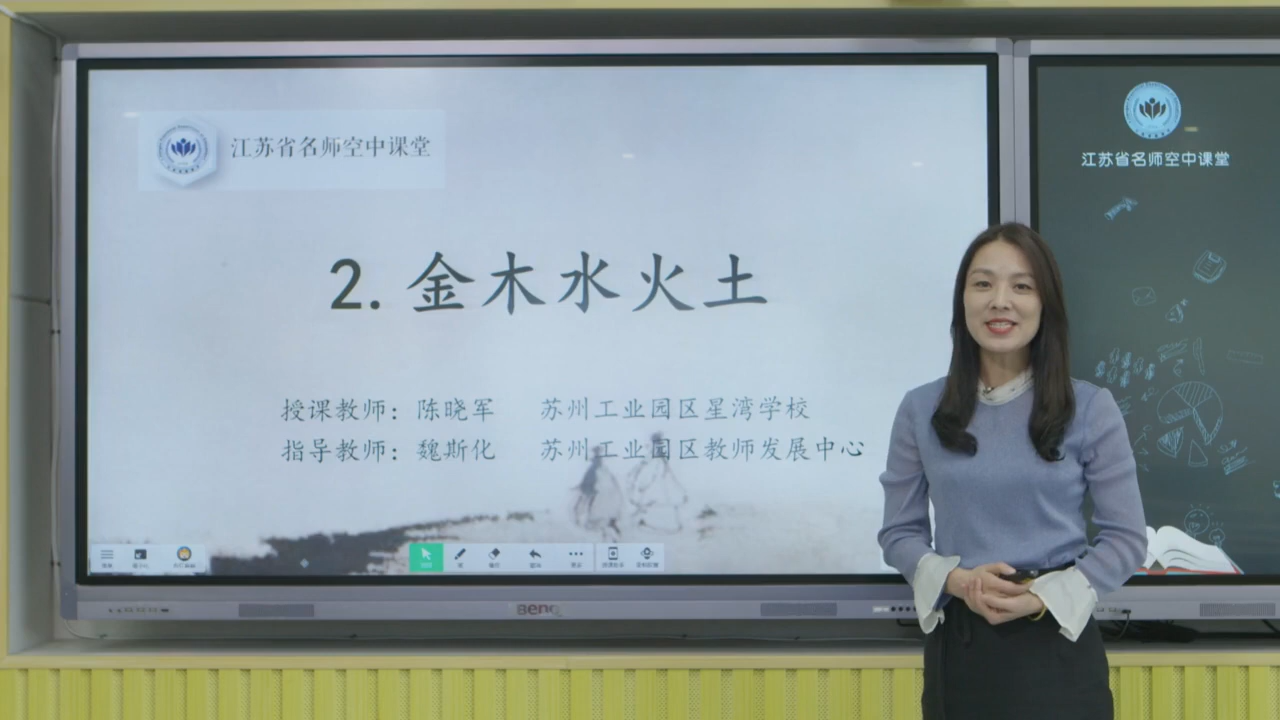 江苏省名师空中课堂
2. 金木水火土
授课教师：陈晓军 苏州工业园区星湾学校
指导教师：魏斯化 苏州工业园区教师发展中心
BenQ
江苏省名师空中课堂